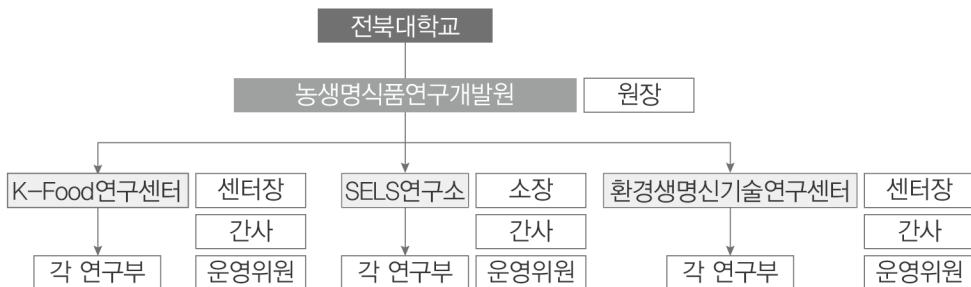 전북대학교
농생명식품연구개발원 원장
K-Food연구센터 센터장 SELS연구소 소장 환경생명신기술연구센터 센터장
간사 간사 간사
각 연구부 운영위원 각 연구부 운영위원 각 연구부 운영위원